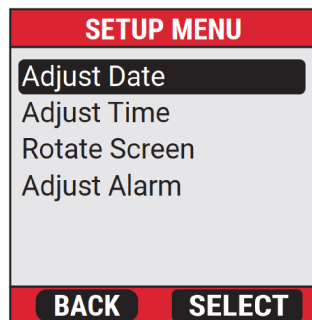 SETUP MENU
Adjust Date
Adjust Time
Rotate Screen
Adjust Alarm
BACK SELECT